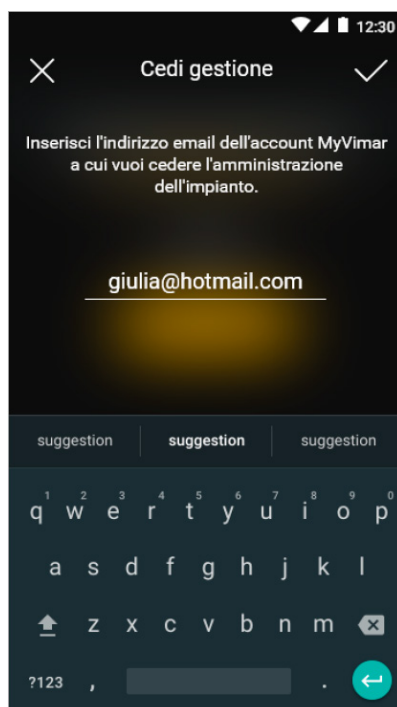 12:30
Cedi gestione
Inserisci l'indirizzo email dell'account MyVimar
a cui vuoi cedere l'amministrazione
dell'impianto.
giulia@hotmail.com
suggestion suggestion suggestion
1 2 3 4 5 6 7 8 9 0
q w e r t y u i o p
a s d f g h j k l
z x c v b n m
?123 , .